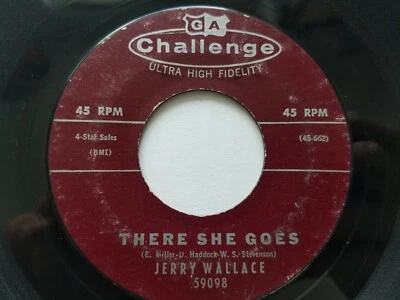 GA
Challenge
ULTRA HIGH FIDELITY
45 RPM 45 RPM
4-Star Sales (45-662)
(BMI)
THERE SHE GOES
(E. Miller-D. Haddock-W. S. Stevenson)
JERRY WALLACE
59098